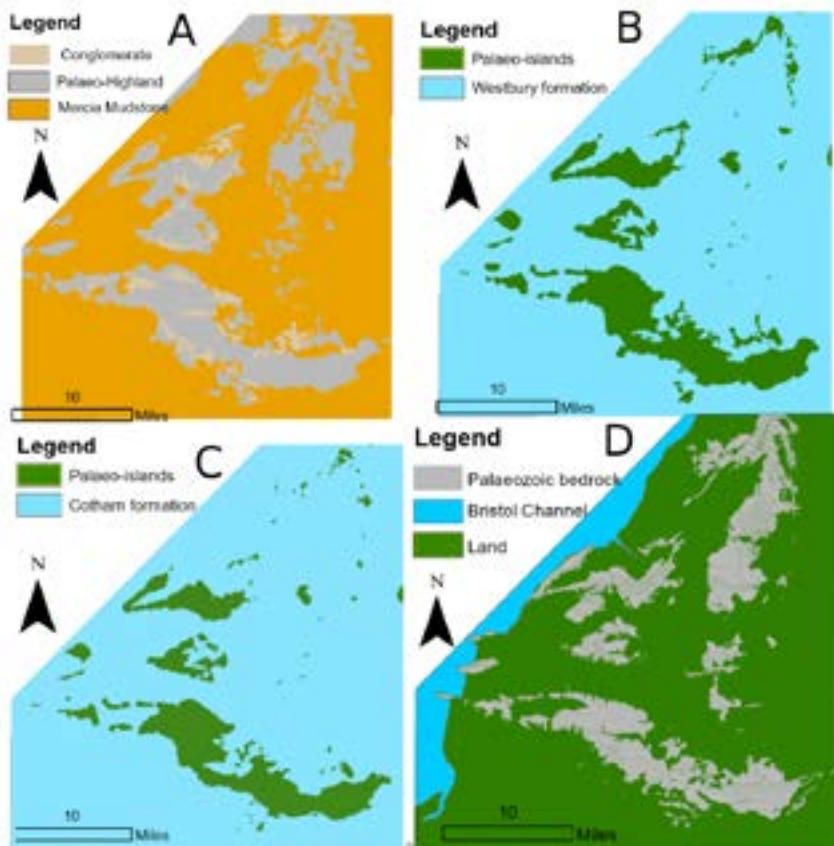 A
Legend
Conglomerate
Palaeo-Highland
Mercia Mudstone
N
10
Miles
B
Legend
Palaeo-islands
Westbury formation
N
10
Miles
C
Legend
Palaeo-islands
Cotham formation
N
10
Miles
D
Legend
Palaeozoic bedrock
Bristol Channel
Land
N
10
Miles